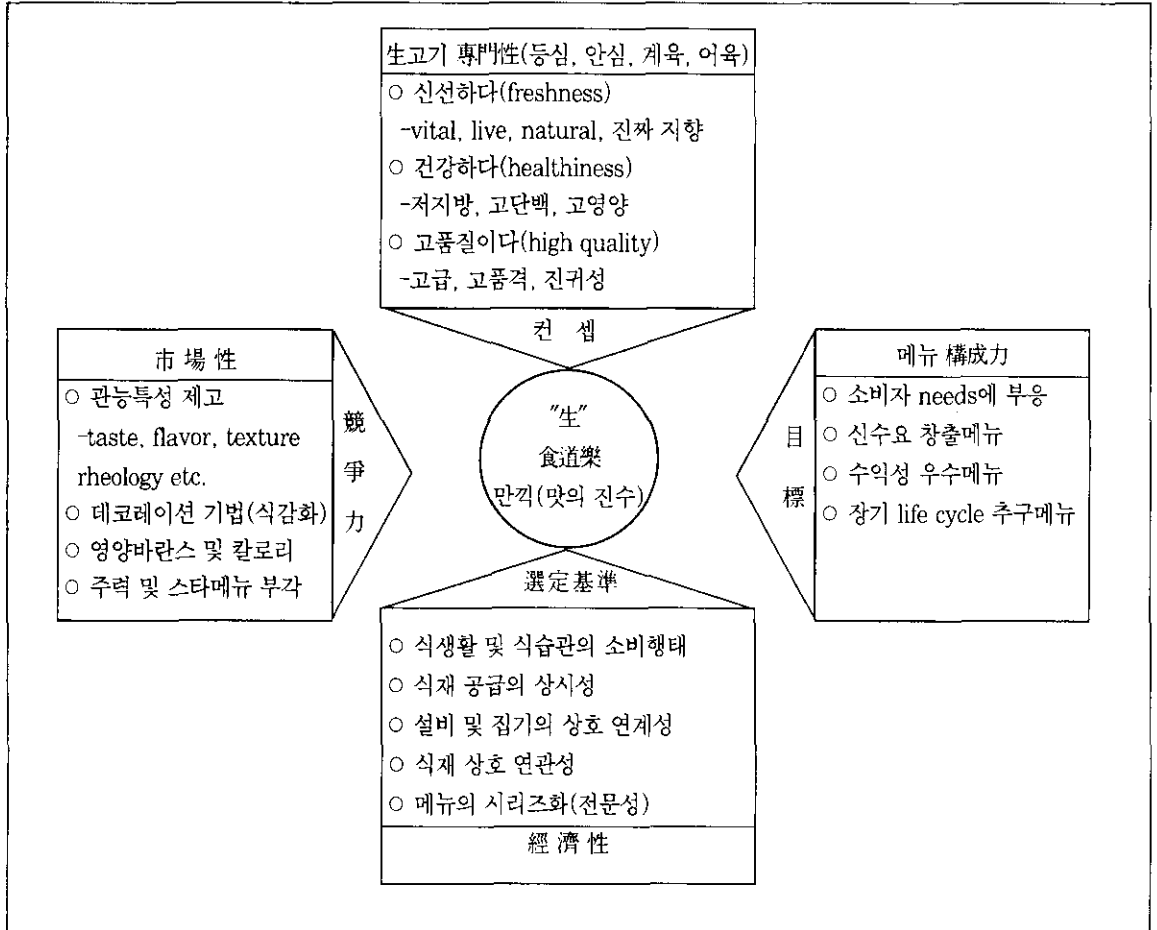 生고기 專門性(등심, 안심, 계육, 어육)
○ 신선하다(freshness)
-vital, live, natural, 진짜 지향
○ 건강하다(healthiness)
-저지방, 고단백, 고영양
○ 고품질이다(high quality)
-고급, 고품격, 진귀성
컨 셉
市 場 性
○ 관능특성 제고
-taste, flavor, texture
rheology etc.
○ 데코레이션 기법(식감화)
○ 영양바란스 및 칼로리
○ 주력 및 스타메뉴 부각
競
爭
力
"生"
食道樂
만끽(맛의 진수)
目
標
메뉴 構成力
○ 소비자 needs에 부응
○ 신수요 창출메뉴
○ 수익성 우수메뉴
○ 장기 life cycle 추구메뉴
選定基準
○ 식생활 및 식습관의 소비행태
○ 식재 공급의 상시성
○ 설비 및 집기의 상호 연계성
○ 식재 상호 연관성
○ 메뉴의 시리즈화(전문성)
經 濟 性